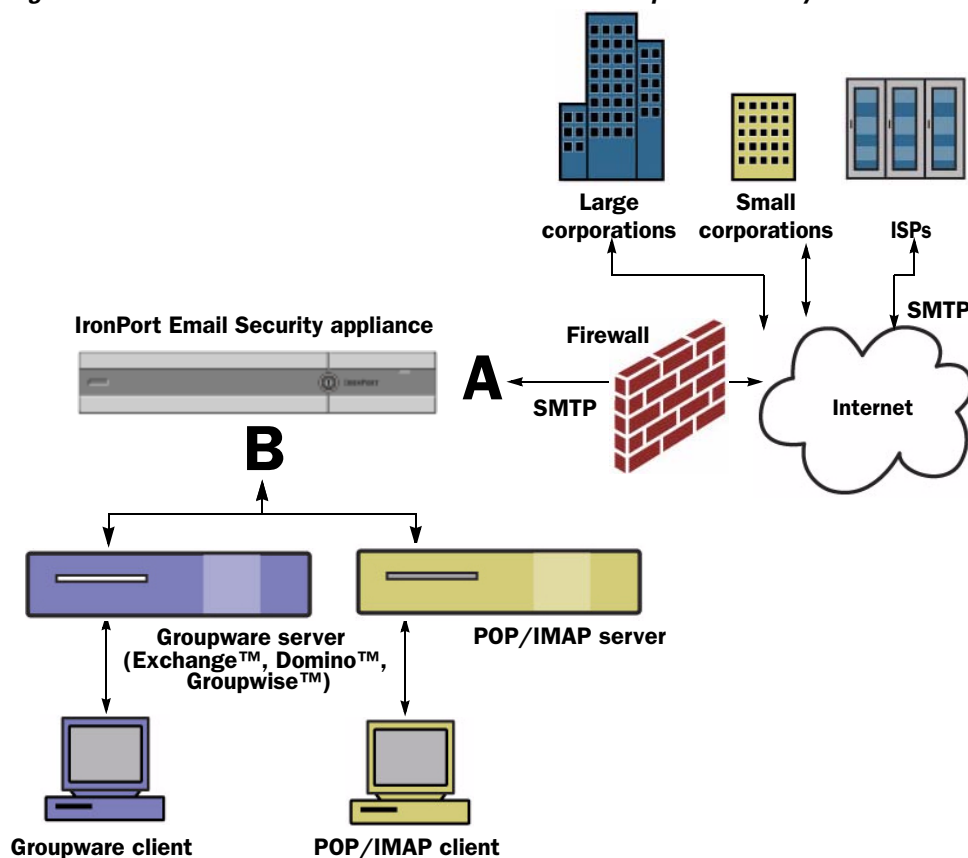 Large
corporations
Small
corporations
ISPs
SMTP
IronPort Email Security appliance
Firewall
IRONPORT
A
SMTP
Internet
B
Groupware server
(Exchange™, Domino™,
Groupwise™)
POP/IMAP server
Groupware client
POP/IMAP client